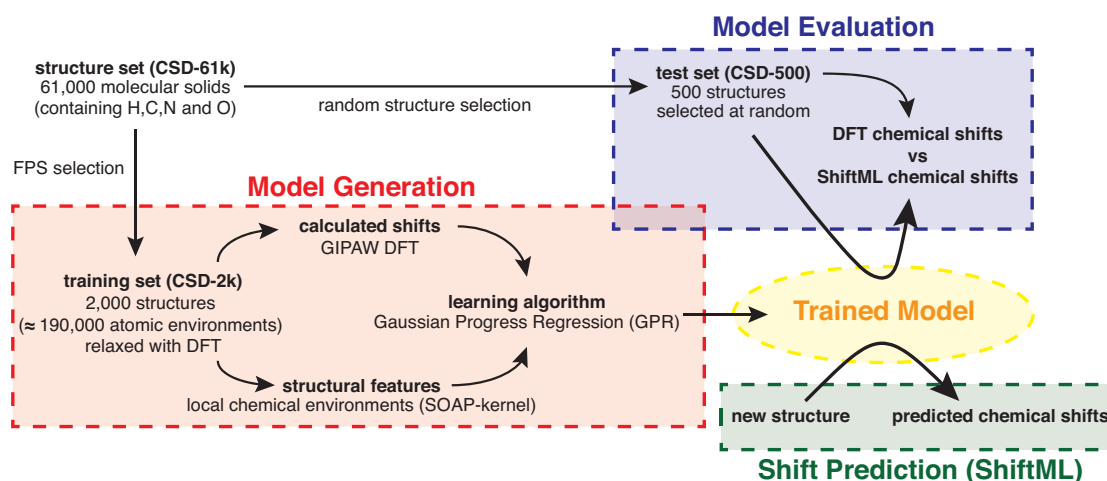 Model Evaluation
structure set (CSD-61k)
61,000 molecular solids
(containing H,C,N and O)
random structure selection
test set (CSD-500)
500 structures
selected at random
DFT chemical shifts
vs
ShiftML chemical shifts
FPS selection
Model Generation
calculated shifts
GIPAW DFT
training set (CSD-2k)
2,000 structures
(≈ 190,000 atomic environments)
relaxed with DFT
learning algorithm
Gaussian Progress Regression (GPR)
structural features
local chemical environments (SOAP-kernel)
Trained Model
new structure
predicted chemical shifts
Shift Prediction (ShiftML)